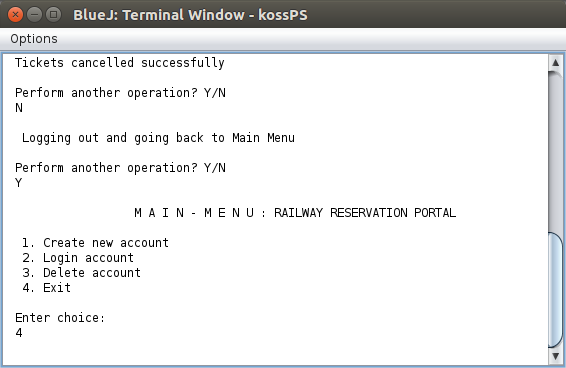 BlueJ: Terminal Window - kossPS
Options
Tickets cancelled successfully
Perform another operation? Y/N
N
Logging out and going back to Main Menu
Perform another operation? Y/N
Y
M A I N - M E N U : RAILWAY RESERVATION PORTAL
1. Create new account
2. Login account
3. Delete account
4. Exit
Enter choice:
4